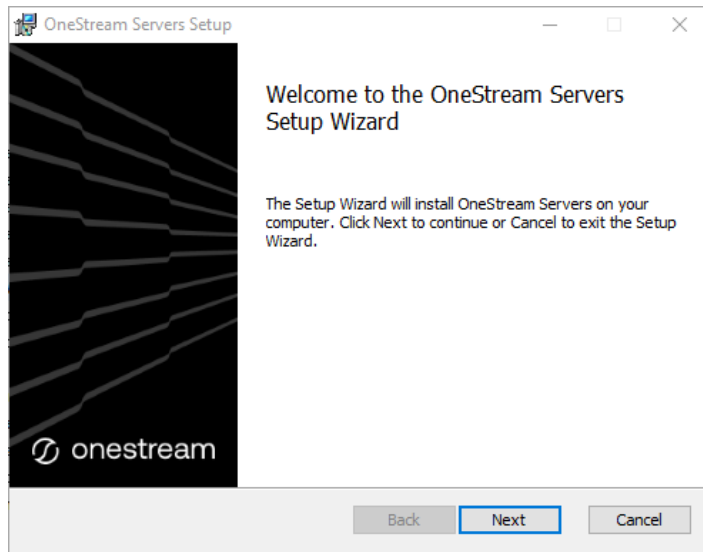 OneStream Servers Setup
Welcome to the OneStream Servers
Setup Wizard
The Setup Wizard will install OneStream Servers on your
computer. Click Next to continue or Cancel to exit the Setup
Wizard.
onestream
Back
Next
Cancel